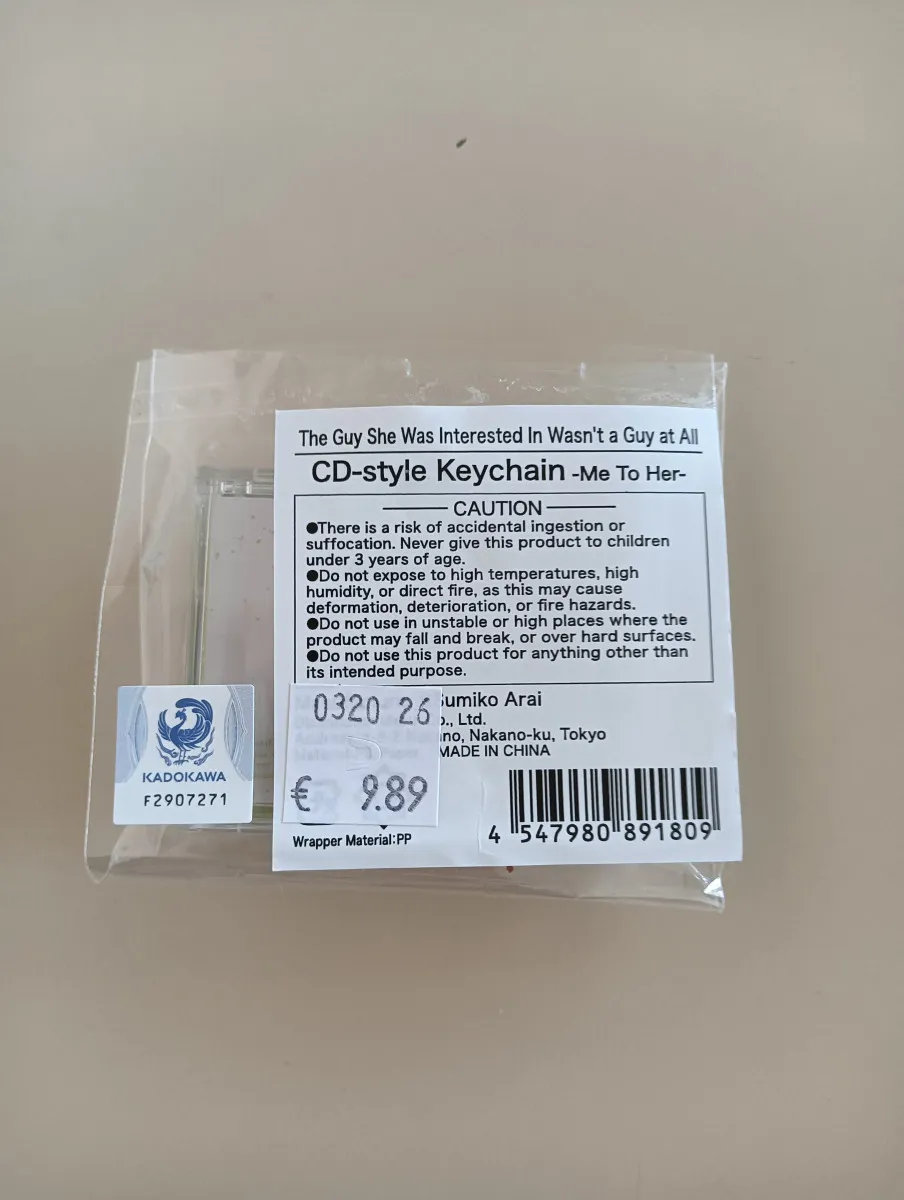 The Guy She Was Interested In Wasn't a Guy at All
CD-style Keychain -Me To Her-
CAUTION
●There is a risk of accidental ingestion or
suffocation. Never give this product to children
under 3 years of age.
●Do not expose to high temperatures, high
humidity, or direct fire, as this may cause
deformation, deterioration, or fire hazards.
●Do not use in unstable or high places where the
product may fall and break, or over hard surfaces.
●Do not use this product for anything other than
its intended purpose.
Sumiko Arai
., Ltd.
Nakano-ku, Tokyo
MADE IN CHINA
0320 26
€ 9.89
KADOKAWA
F2907271
Wrapper Material:PP
4 547980 891809